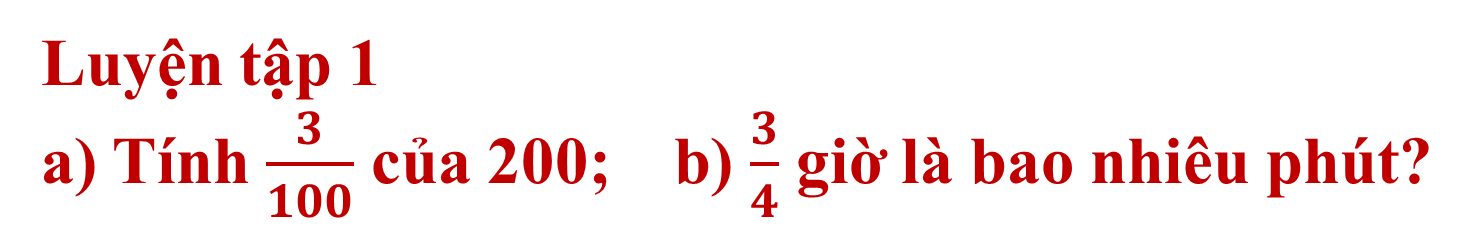 Luyện tập 1
a) Tính 3/100 của 200; b) 3/4 giờ là bao nhiêu phút?